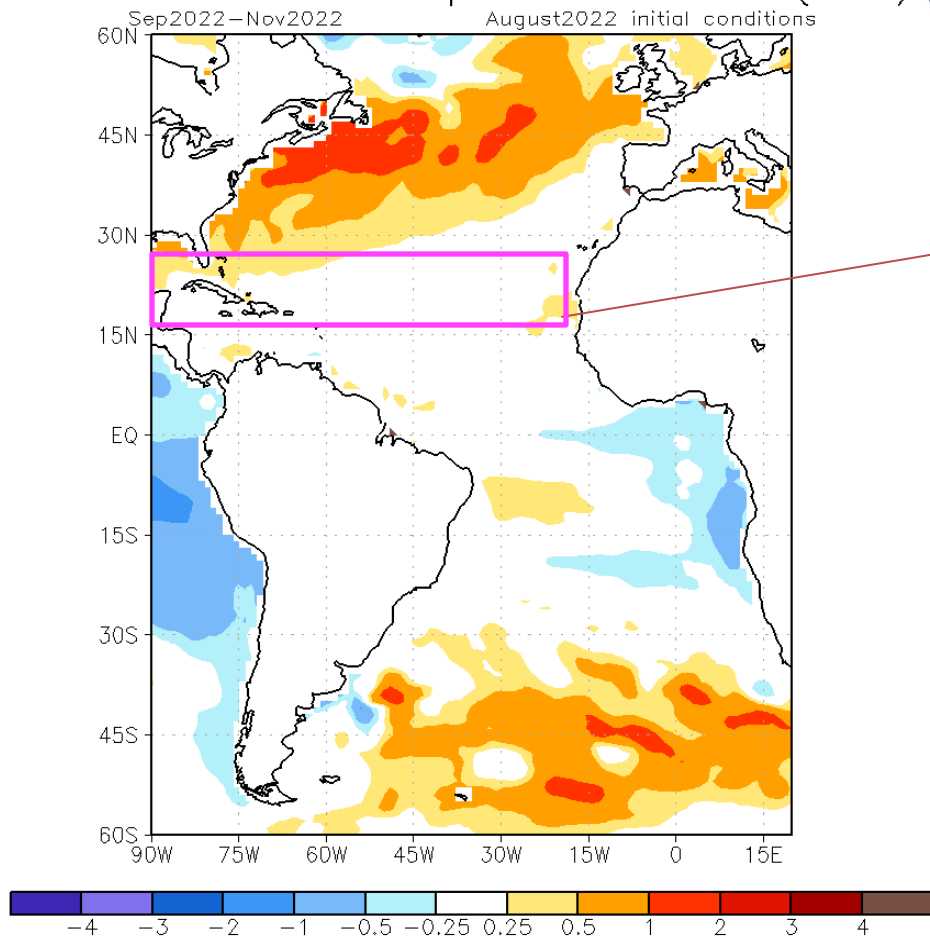 Sep2022−Nov2022 August2022 initial conditions
60N
45N
30N
15N
EQ
15S
30S
45S
60S
90W 75W 60W 45W 30W 15W 0 15E
−4 −3 −2 −1 −0.5 −0.25 0.25 0.5 1 2 3 4